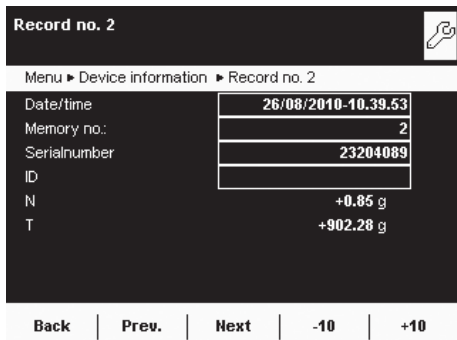 Record no. 2
Menu ▸ Device information ▸ Record no. 2
Date/time 26/08/2010-10.39.53
Memory no.: 2
Serialnumber 23204089
ID
N +0.85 g
T +902.28 g
Back Prev. Next -10 +10